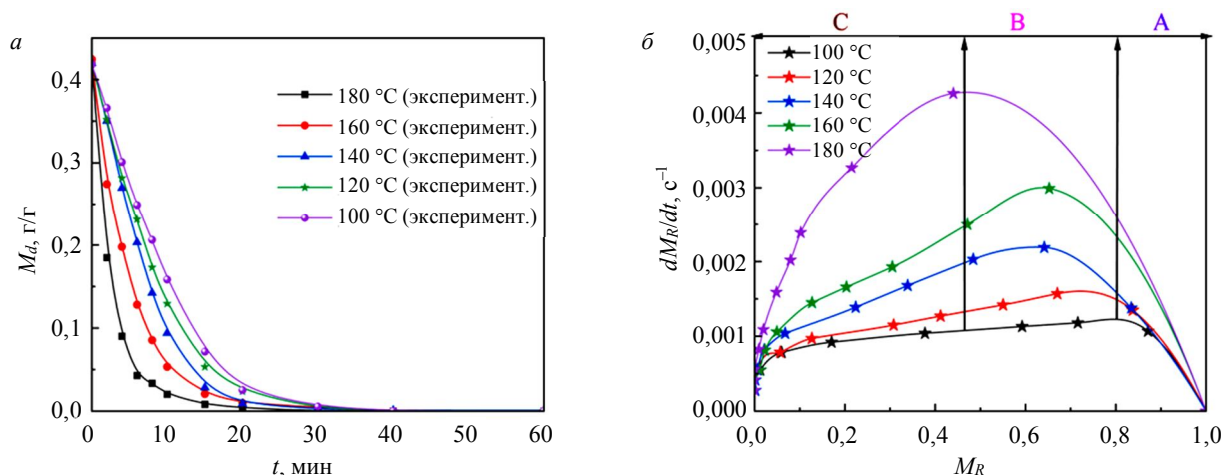 а
M_d, г/г
0,4
0,3
0,2
0,1
0,0
0 10 20 30 40 50 60
t, мин
180 °C (эксперимент.)
160 °C (эксперимент.)
140 °C (эксперимент.)
120 °C (эксперимент.)
100 °C (эксперимент.)
б
C B A
dM_R/dt, с⁻¹
0,005
0,004
0,003
0,002
0,001
0,000
0,0 0,2 0,4 0,6 0,8 1,0
M_R
100 °C
120 °C
140 °C
160 °C
180 °C